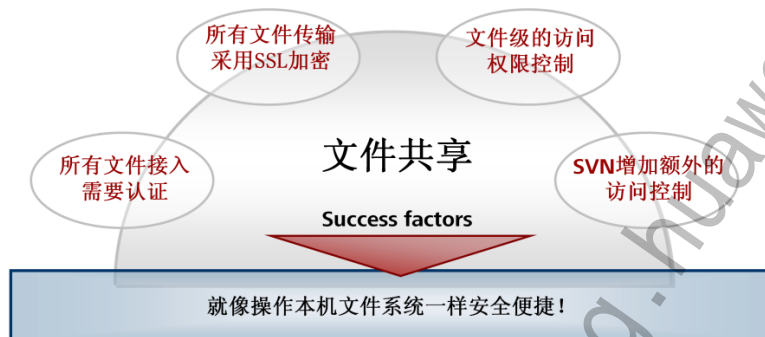 所有文件传输
采用SSL加密
文件级的访问
权限控制
所有文件接入
需要认证
文件共享
SVN增加额外的
访问控制
Success factors
就像操作本机文件系统一样安全便捷！
g.huaw